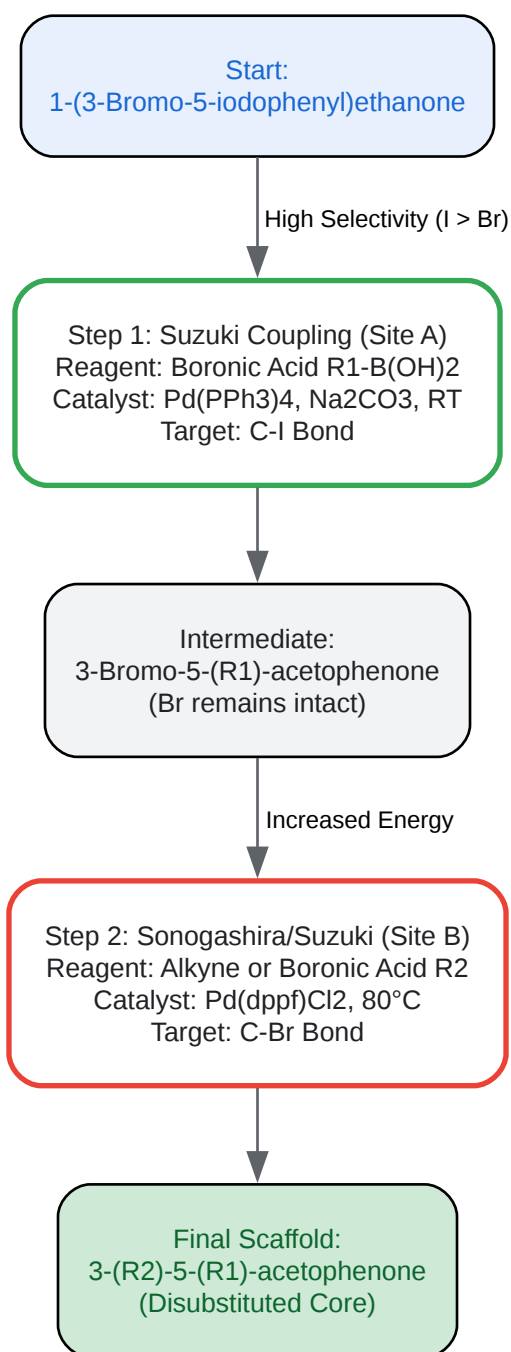 Start:
1-(3-Bromo-5-iodophenyl)ethanone
High Selectivity (I > Br)
Step 1: Suzuki Coupling (Site A)
Reagent: Boronic Acid R1-B(OH)2
Catalyst: Pd(PPh3)4, Na2CO3, RT
Target: C-I Bond
Intermediate:
3-Bromo-5-(R1)-acetophenone
(Br remains intact)
Increased Energy
Step 2: Sonogashira/Suzuki (Site B)
Reagent: Alkyne or Boronic Acid R2
Catalyst: Pd(dppf)Cl2, 80°C
Target: C-Br Bond
Final Scaffold:
3-(R2)-5-(R1)-acetophenone
(Disubstituted Core)